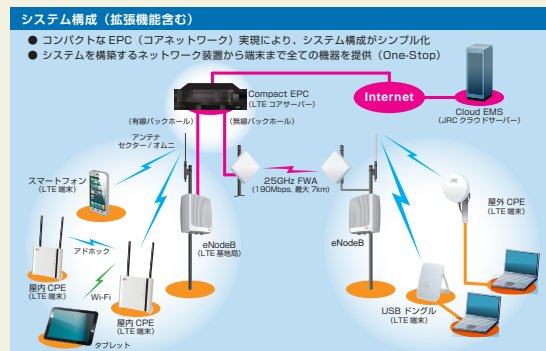 システム構成（拡張機能含む）
● コンパクトな EPC（コアネットワーク）実現により、システム構成がシンプル化
● システムを構築するネットワーク装置から端末まで全ての機器を提供（One-Stop）
Compact EPC
（LTE コアサーバー）
Internet
Cloud EMS
（JRC クラウドサーバー）
（有線バックホール）
（無線バックホール）
アンテナ
セクター / オムニ
スマートフォン
（LTE 端末）
25GHz FWA
（190Mbps, 最大 7km）
屋外 CPE
（LTE 端末）
eNodeB
（LTE 基地局）
eNodeB
アドホック
屋内 CPE
（LTE 端末）
Wi-Fi
屋内 CPE
（LTE 端末）
タブレット
USB ドングル
（LTE 端末）